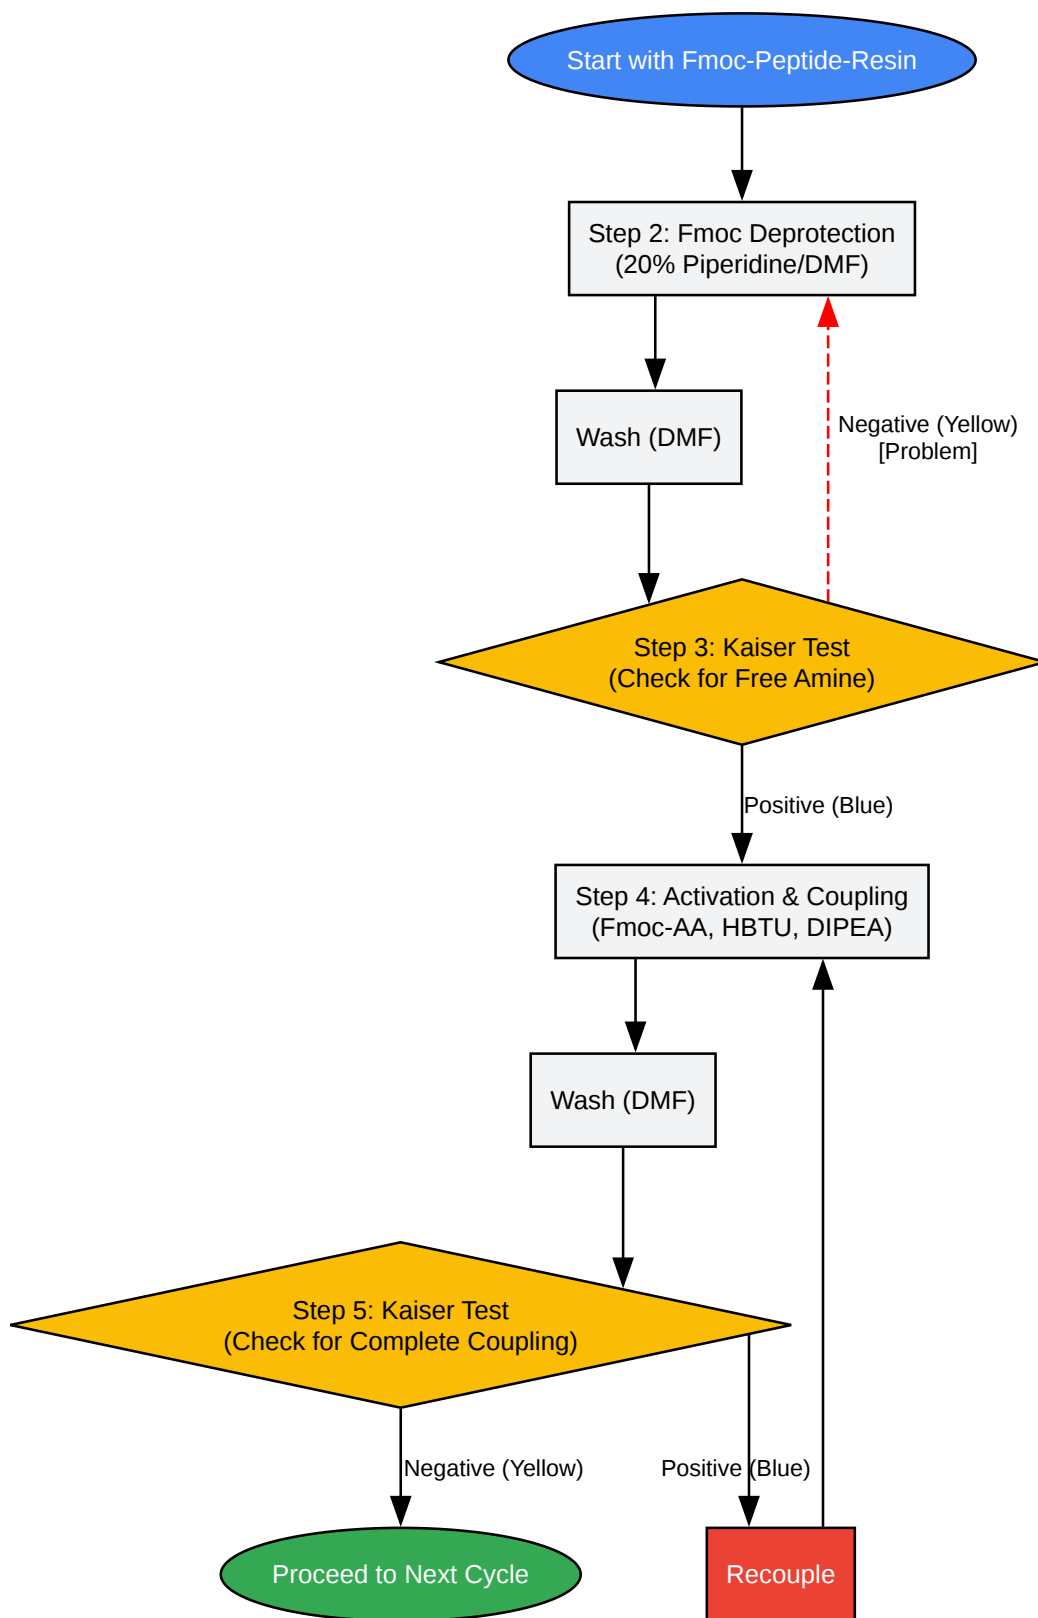 Start with Fmoc-Peptide-Resin
Step 2: Fmoc Deprotection
(20% Piperidine/DMF)
Wash (DMF)
Negative (Yellow)
[Problem]
Step 3: Kaiser Test
(Check for Free Amine)
Positive (Blue)
Step 4: Activation & Coupling
(Fmoc-AA, HBTU, DIPEA)
Wash (DMF)
Step 5: Kaiser Test
(Check for Complete Coupling)
Negative (Yellow)
Positive (Blue)
Proceed to Next Cycle
Recouple